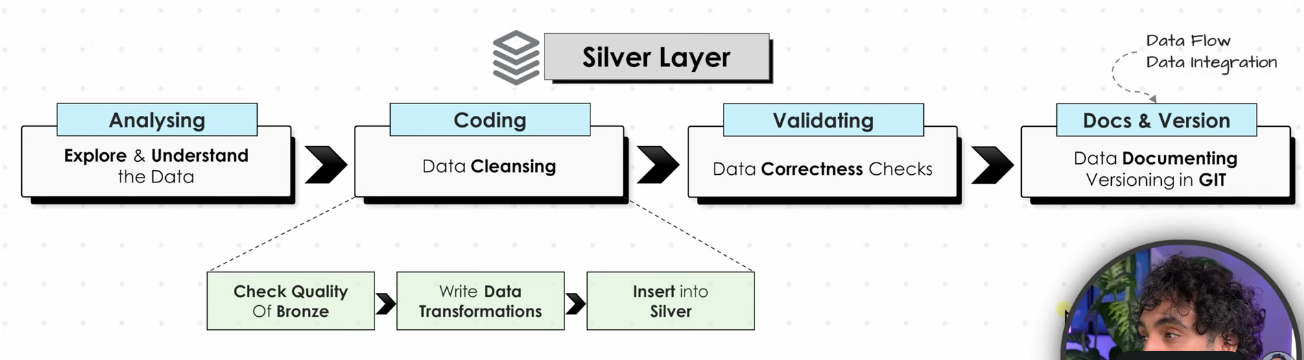 Silver Layer
Data Flow
Data Integration
Analysing
Explore & Understand
the Data
Coding
Data Cleansing
Validating
Data Correctness Checks
Docs & Version
Data Documenting
Versioning in GIT
Check Quality
Of Bronze
Write Data
Transformations
Insert into
Silver